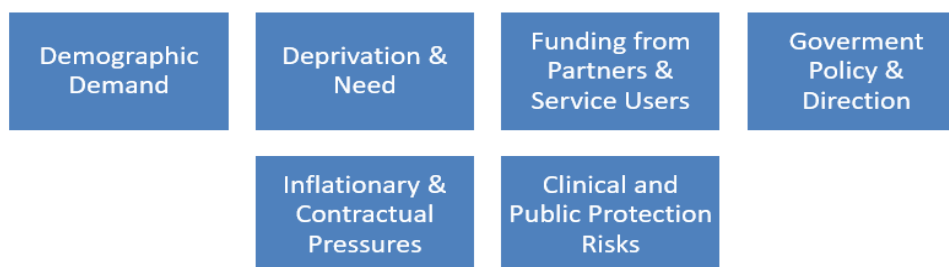 Demographic
Demand
Deprivation &
Need
Funding from
Partners &
Service Users
Goverment
Policy &
Direction
Inflationary &
Contractual
Pressures
Clinical and
Public Protection
Risks